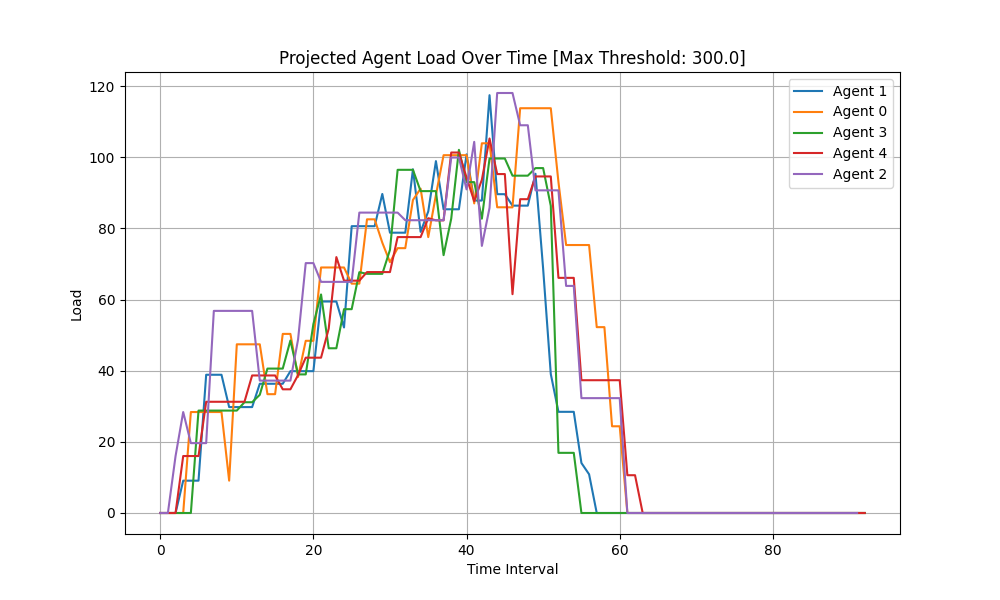 Projected Agent Load Over Time [Max Threshold: 300.0]
Load
120
100
80
60
40
20
0
0 20 40 60 80
Time Interval
Agent 1
Agent 0
Agent 3
Agent 4
Agent 2